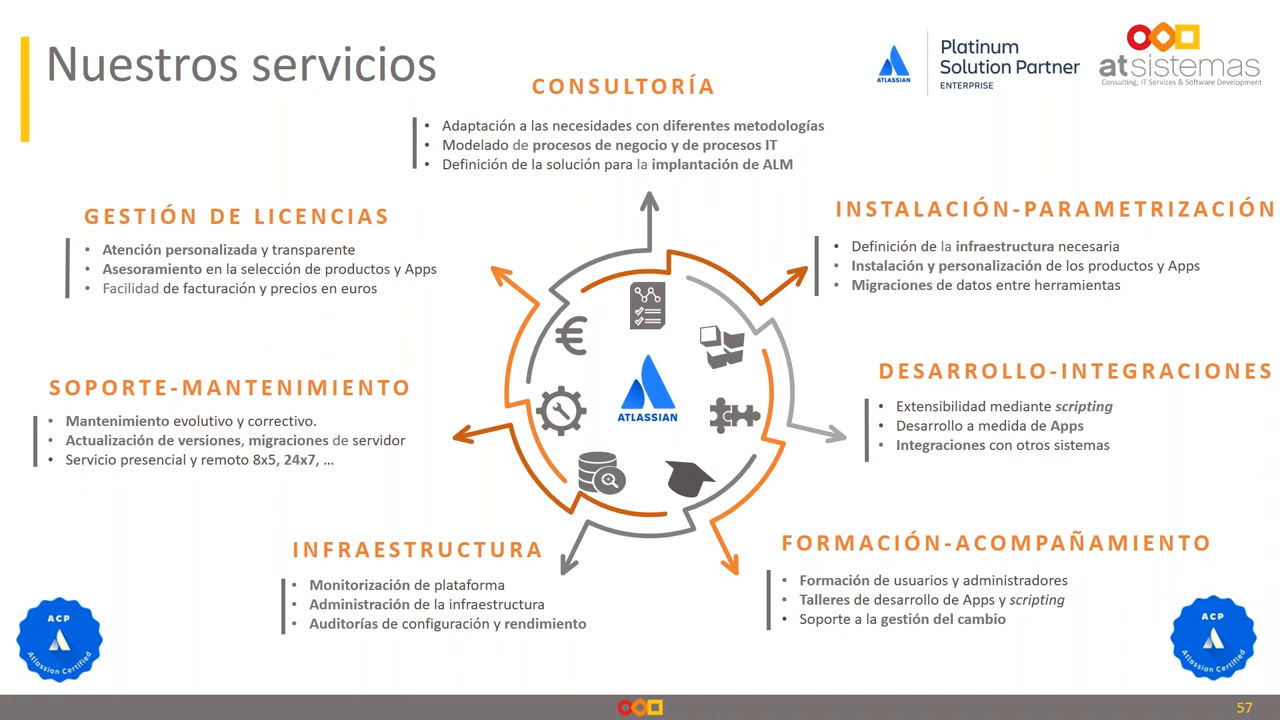 Nuestros servicios
ATLASSIAN
Platinum
Solution Partner
ENTERPRISE
atsistemas
Consulting, IT Services & Software Development
CONSULTORÍA
• Adaptación a las necesidades con diferentes metodologías
• Modelado de procesos de negocio y de procesos IT
• Definición de la solución para la implantación de ALM
GESTIÓN DE LICENCIAS
• Atención personalizada y transparente
• Asesoramiento en la selección de productos y Apps
• Facilidad de facturación y precios en euros
INSTALACIÓN-PARAMETRIZACIÓN
• Definición de la infraestructura necesaria
• Instalación y personalización de los productos y Apps
• Migraciones de datos entre herramientas
SOPORTE-MANTENIMIENTO
• Mantenimiento evolutivo y correctivo.
• Actualización de versiones, migraciones de servidor
• Servicio presencial y remoto 8x5, 24x7, ...
€
ATLASSIAN
DESARROLLO-INTEGRACIONES
• Extensibilidad mediante scripting
• Desarrollo a medida de Apps
• Integraciones con otros sistemas
INFRAESTRUCTURA
• Monitorización de plataforma
• Administración de la infraestructura
• Auditorías de configuración y rendimiento
FORMACIÓN-ACOMPAÑAMIENTO
• Formación de usuarios y administradores
• Talleres de desarrollo de Apps y scripting
• Soporte a la gestión del cambio
ACP
Atlassian Certified
ACP
Atlassian Certified
57